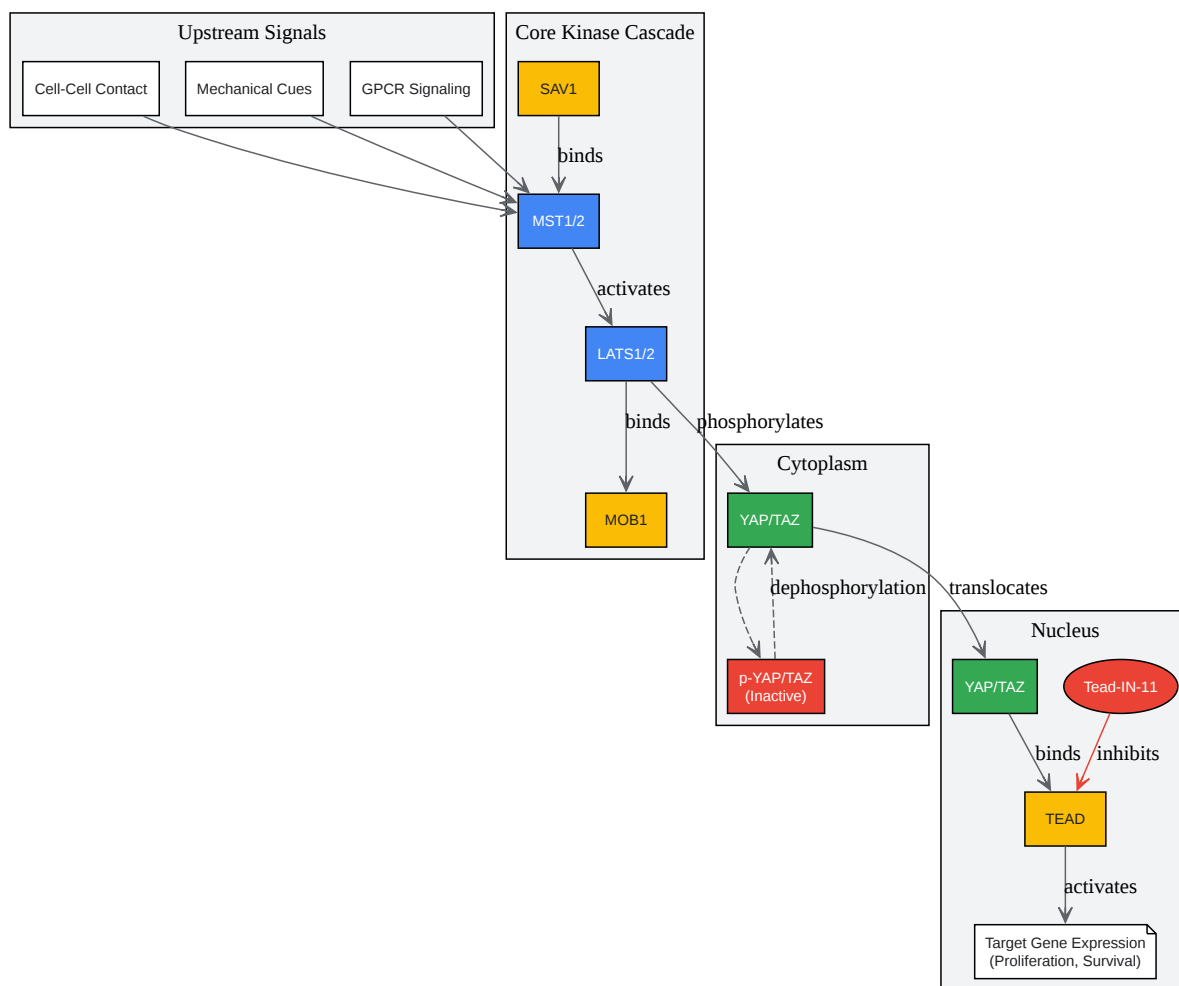 Upstream Signals
Core Kinase Cascade
Cell-Cell Contact
Mechanical Cues
GPCR Signaling
SAV1
binds
MST1/2
activates
LATS1/2
binds
phosphorylates
Cytoplasm
MOB1
YAP/TAZ
dephosphorylation
translocates
Nucleus
p-YAP/TAZ
(Inactive)
YAP/TAZ
Tead-IN-11
binds
inhibits
TEAD
activates
Target Gene Expression
(Proliferation, Survival)